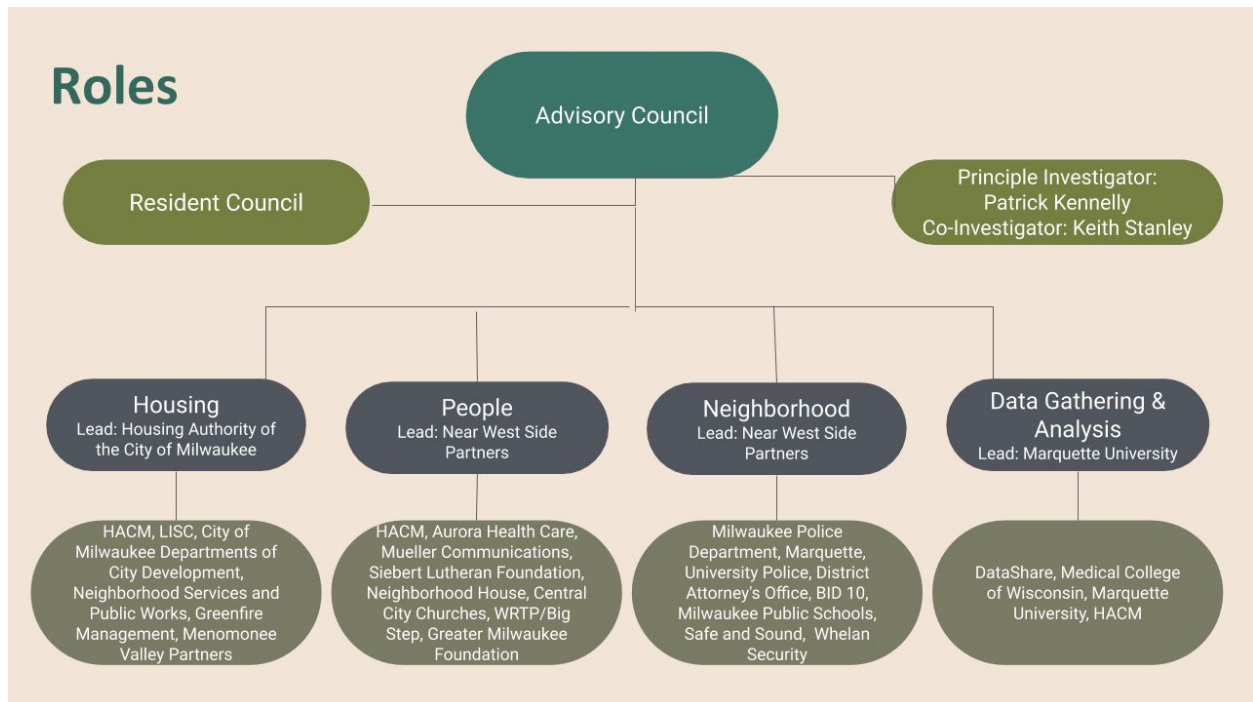 Roles
Advisory Council
Resident Council
Principle Investigator:
Patrick Kennelly
Co-Investigator: Keith Stanley
Housing
Lead: Housing Authority of
the City of Milwaukee
People
Lead: Near West Side
Partners
Neighborhood
Lead: Near West Side
Partners
Data Gathering &
Analysis
Lead: Marquette University
HACM, LISC, City of
Milwaukee Departments of
City Development,
Neighborhood Services and
Public Works, Greenfire
Management, Menomonee
Valley Partners
HACM, Aurora Health Care,
Mueller Communications,
Siebert Lutheran Foundation,
Neighborhood House, Central
City Churches, WRTP/Big
Step, Greater Milwaukee
Foundation
Milwaukee Police
Department, Marquette,
University Police, District
Attorney's Office, BID 10,
Milwaukee Public Schools,
Safe and Sound, Whelan
Security
DataShare, Medical College
of Wisconsin, Marquette
University, HACM